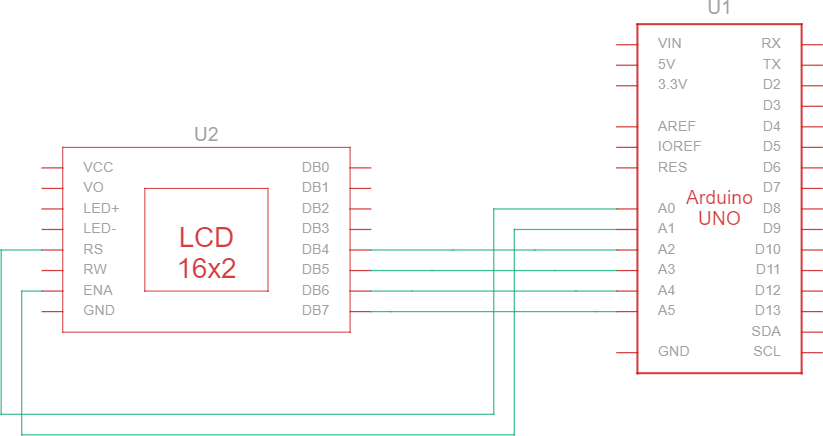 U1
VIN RX
5V TX
3.3V D2
D3
AREF D4
IOREF D5
RES D6
D7
A0 D8
A1 D9
A2 D10
A3 D11
A4 D12
A5 D13
SDA
GND SCL
Arduino
UNO
U2
VCC DB0
VO DB1
LED+ DB2
LED- DB3
RS DB4
RW DB5
ENA DB6
GND DB7
LCD
16x2